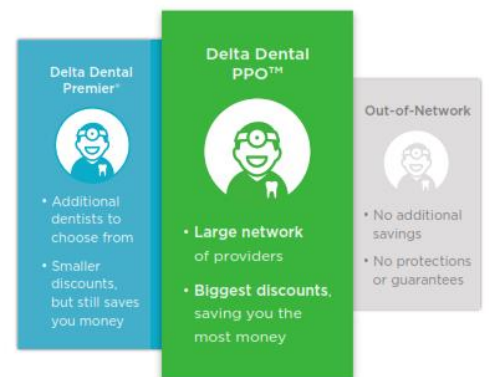 Delta Dental
Premier®
• Additional
dentists to
choose from
• Smaller
discounts,
but still saves
you money
Delta Dental
PPO™
• Large network
of providers
• Biggest discounts,
saving you the
most money
Out-of-Network
• No additional
savings
• No protections
or guarantees